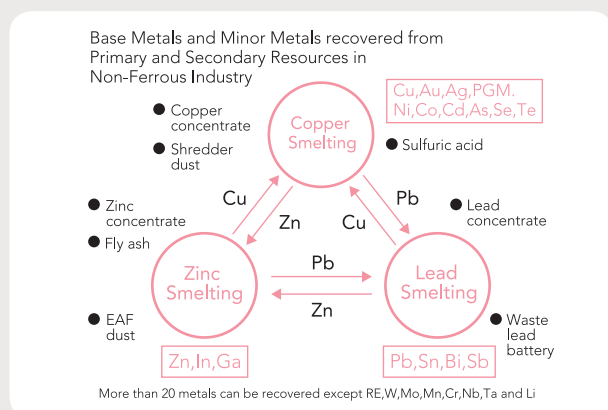 Base Metals and Minor Metals recovered from
Primary and Secondary Resources in
Non-Ferrous Industry
Cu,Au,Ag,PGM.
Ni,Co,Cd,As,Se,Te
Copper
concentrate
Shredder
dust
Copper
Smelting
Sulfuric acid
Zinc
concentrate
Fly ash
Cu
Zn
Pb
Cu
Lead
concentrate
Zinc
Smelting
Pb
Zn
Lead
Smelting
EAF
dust
Waste
lead
battery
Zn,In,Ga
Pb,Sn,Bi,Sb
More than 20 metals can be recovered except RE,W,Mo,Mn,Cr,Nb,Ta and Li